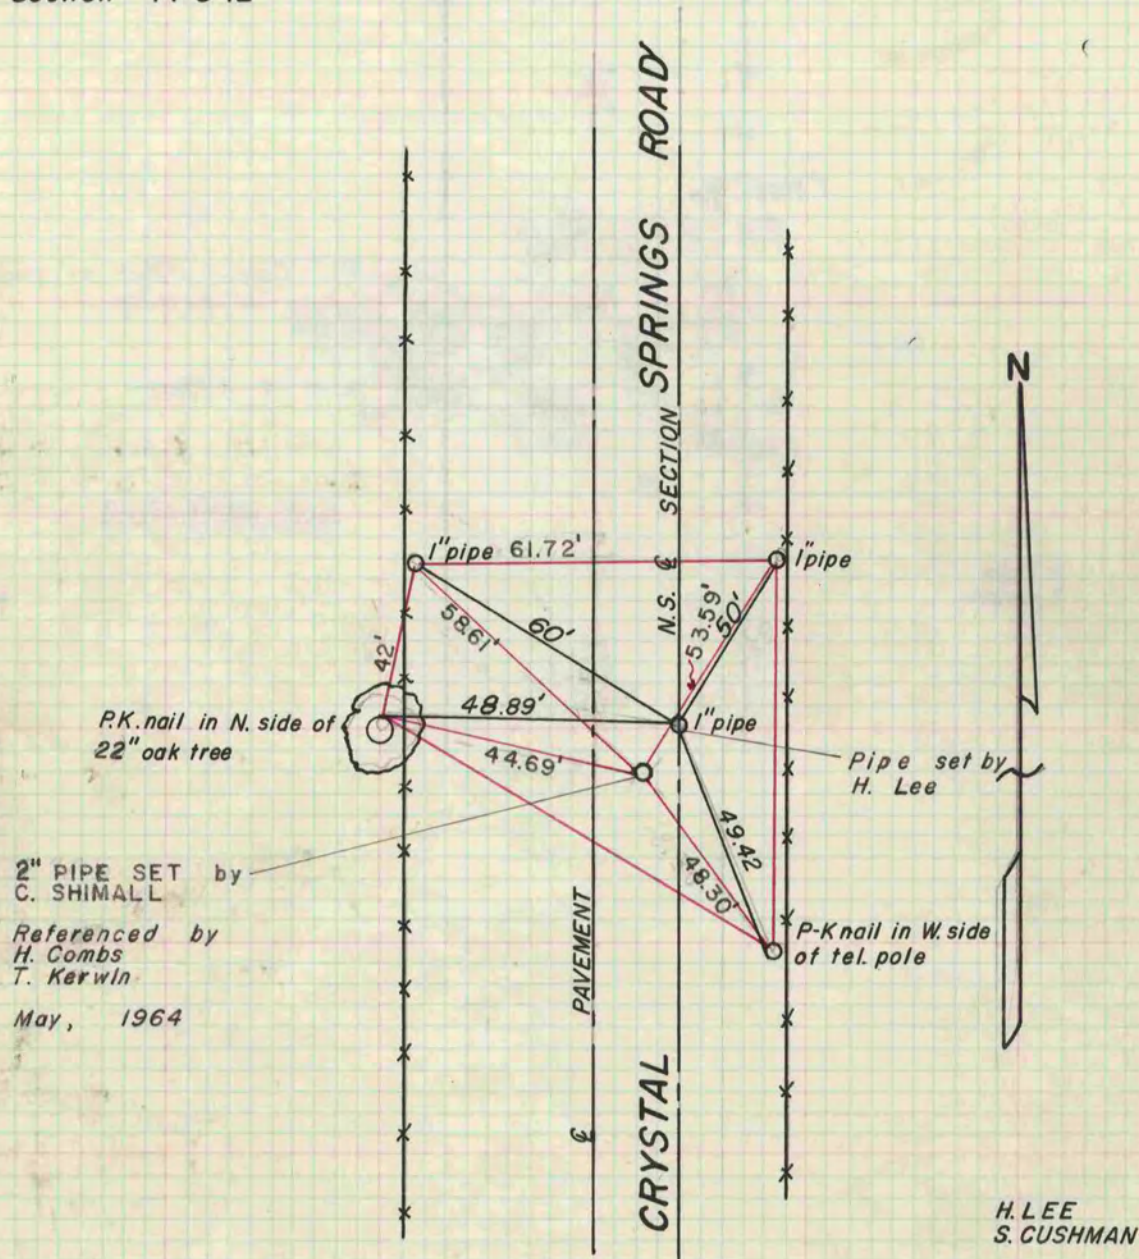 CRYSTAL SPRINGS ROAD
N.S. ℄ SECTION
℄ PAVEMENT
N
1" pipe 61.72'
1" pipe
58.61'
60'
53.59'
50'
42'
P.K. nail in N. side of
22" oak tree
48.89'
1" pipe
44.69'
Pipe set by
H. Lee
49.42
48.30'
2" PIPE SET by
C. SHIMALL
Referenced by
H. Combs
T. Kerwin
May, 1964
P-K nail in W. side
of tel. pole
H. LEE
S. CUSHMAN